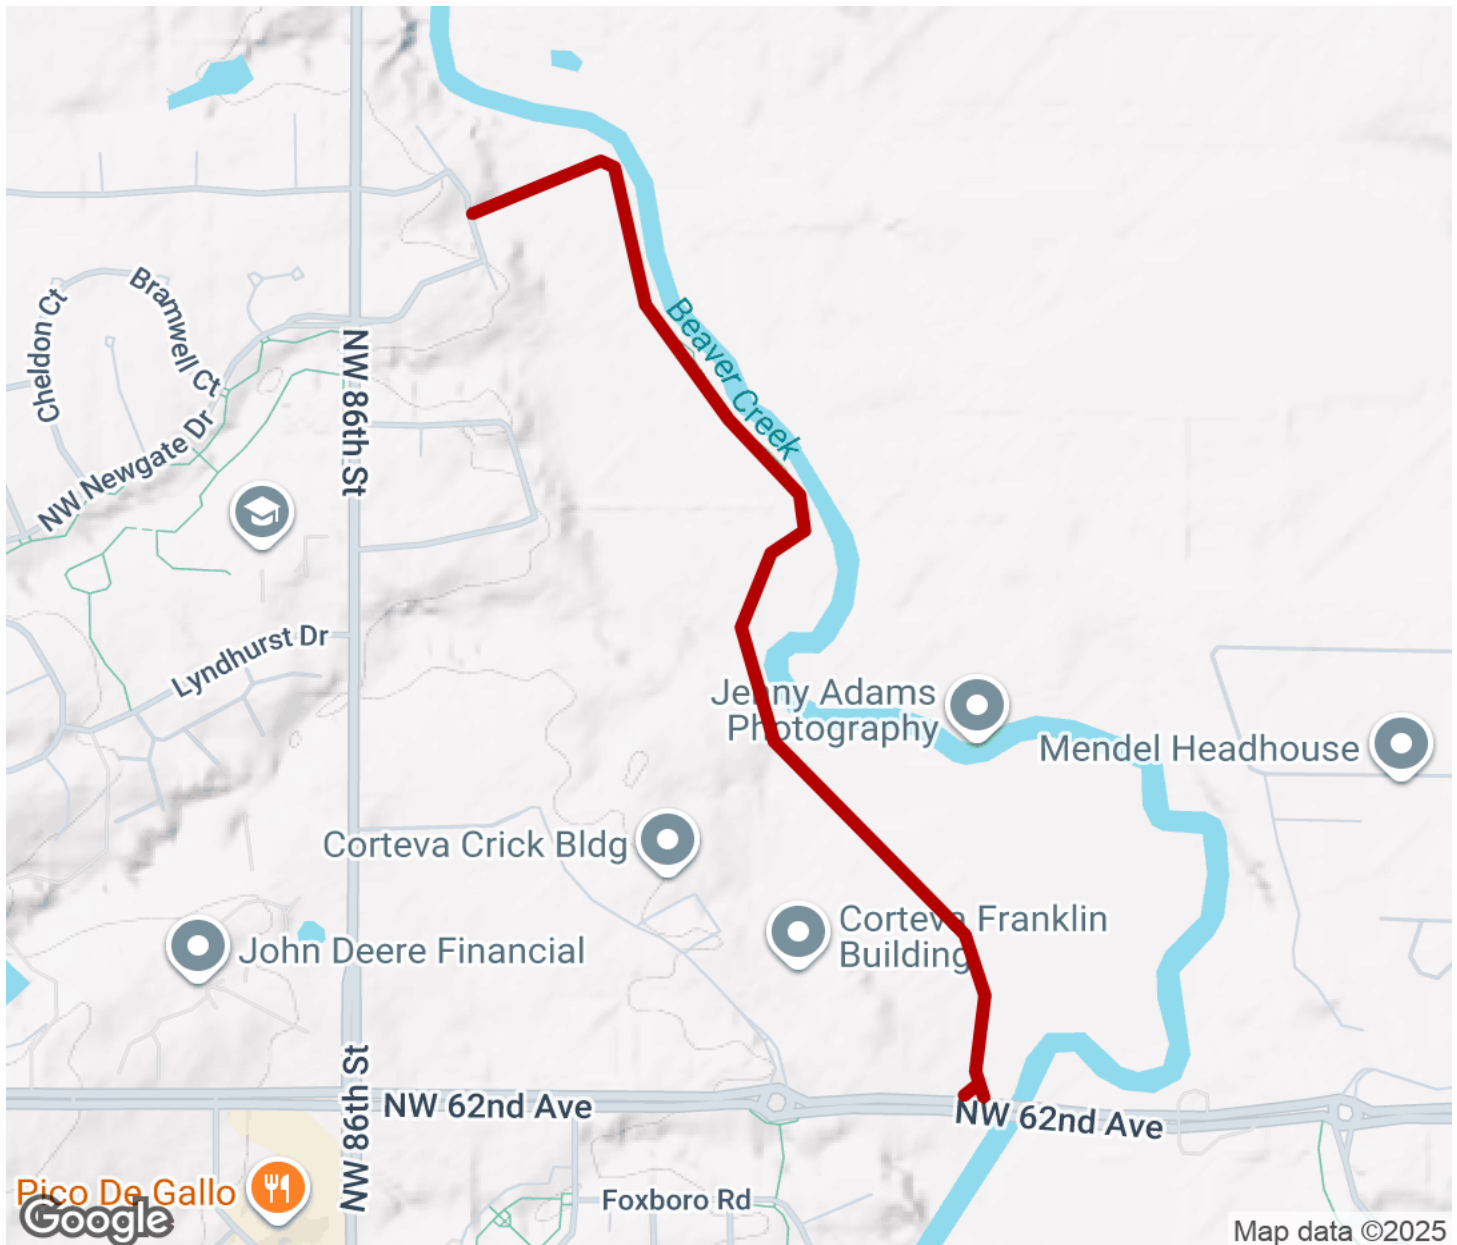 Bramwell Ct
Cheldon Ct
Beaver Creek
NW 86th St
NW Newgate Dr
Lyndhurst Dr
Jenny Adams
Photography
Mendel Headhouse
Corteva Crick Bldg
Corteva Franklin
Building
John Deere Financial
NW 86th St
NW 62nd Ave
NW 62nd Ave
Pico De Gallo
Foxboro Rd
Google
Map data ©2025